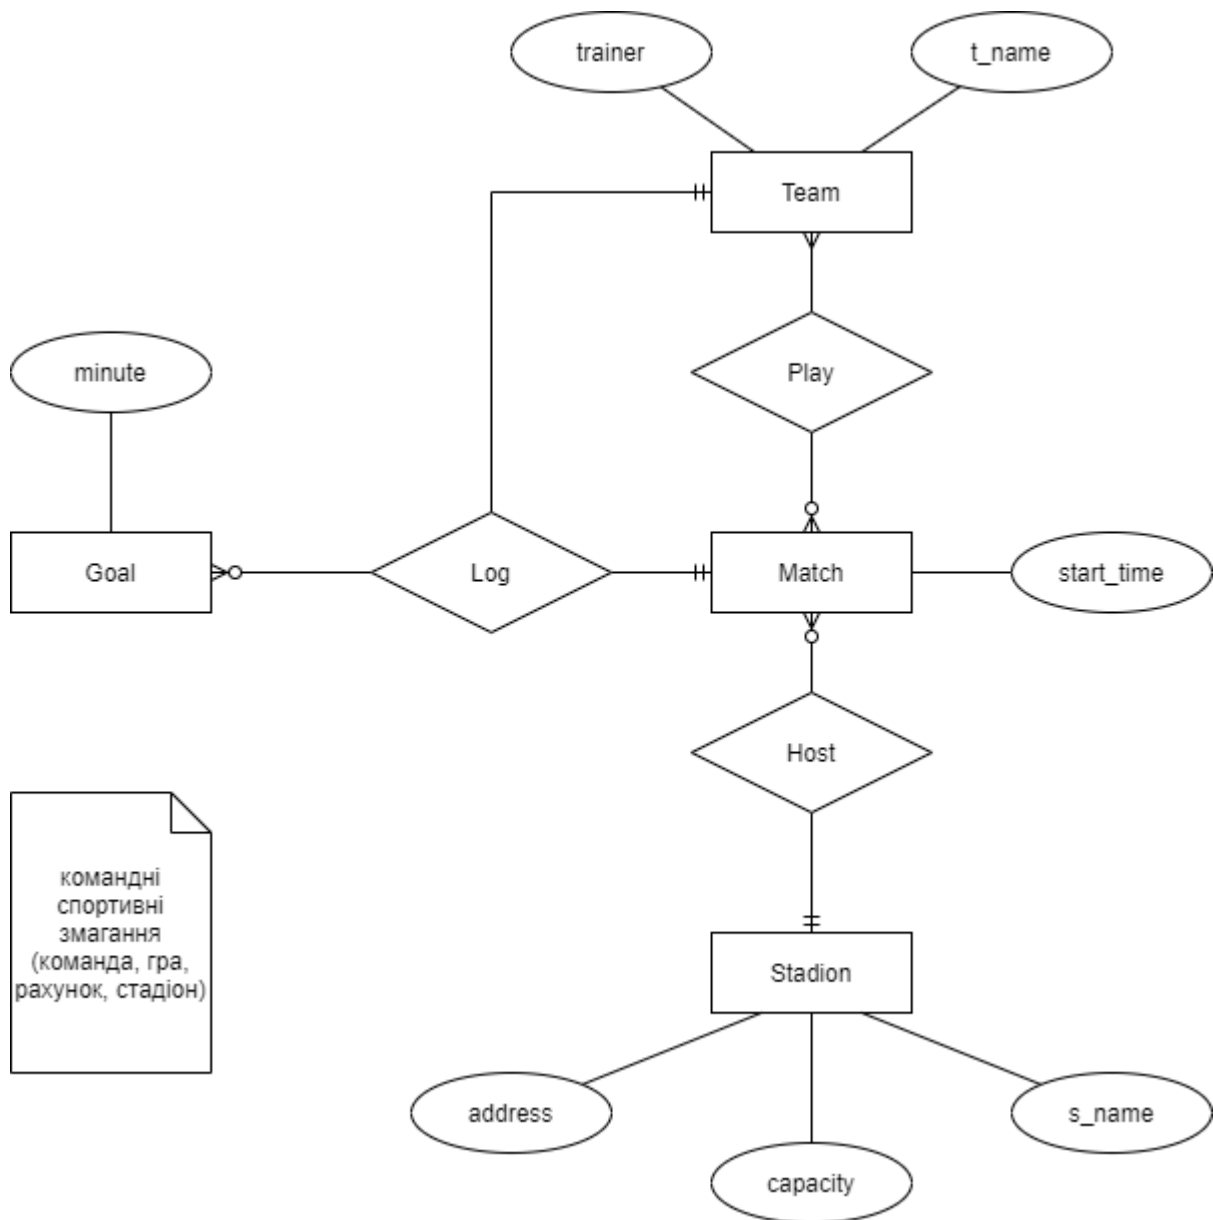 trainer
t_name
Team
minute
Play
Goal
Log
Match
start_time
Host
командні
спортивні
змагання
(команда, гра,
рахунок, стадіон)
Stadion
address
s_name
capacity